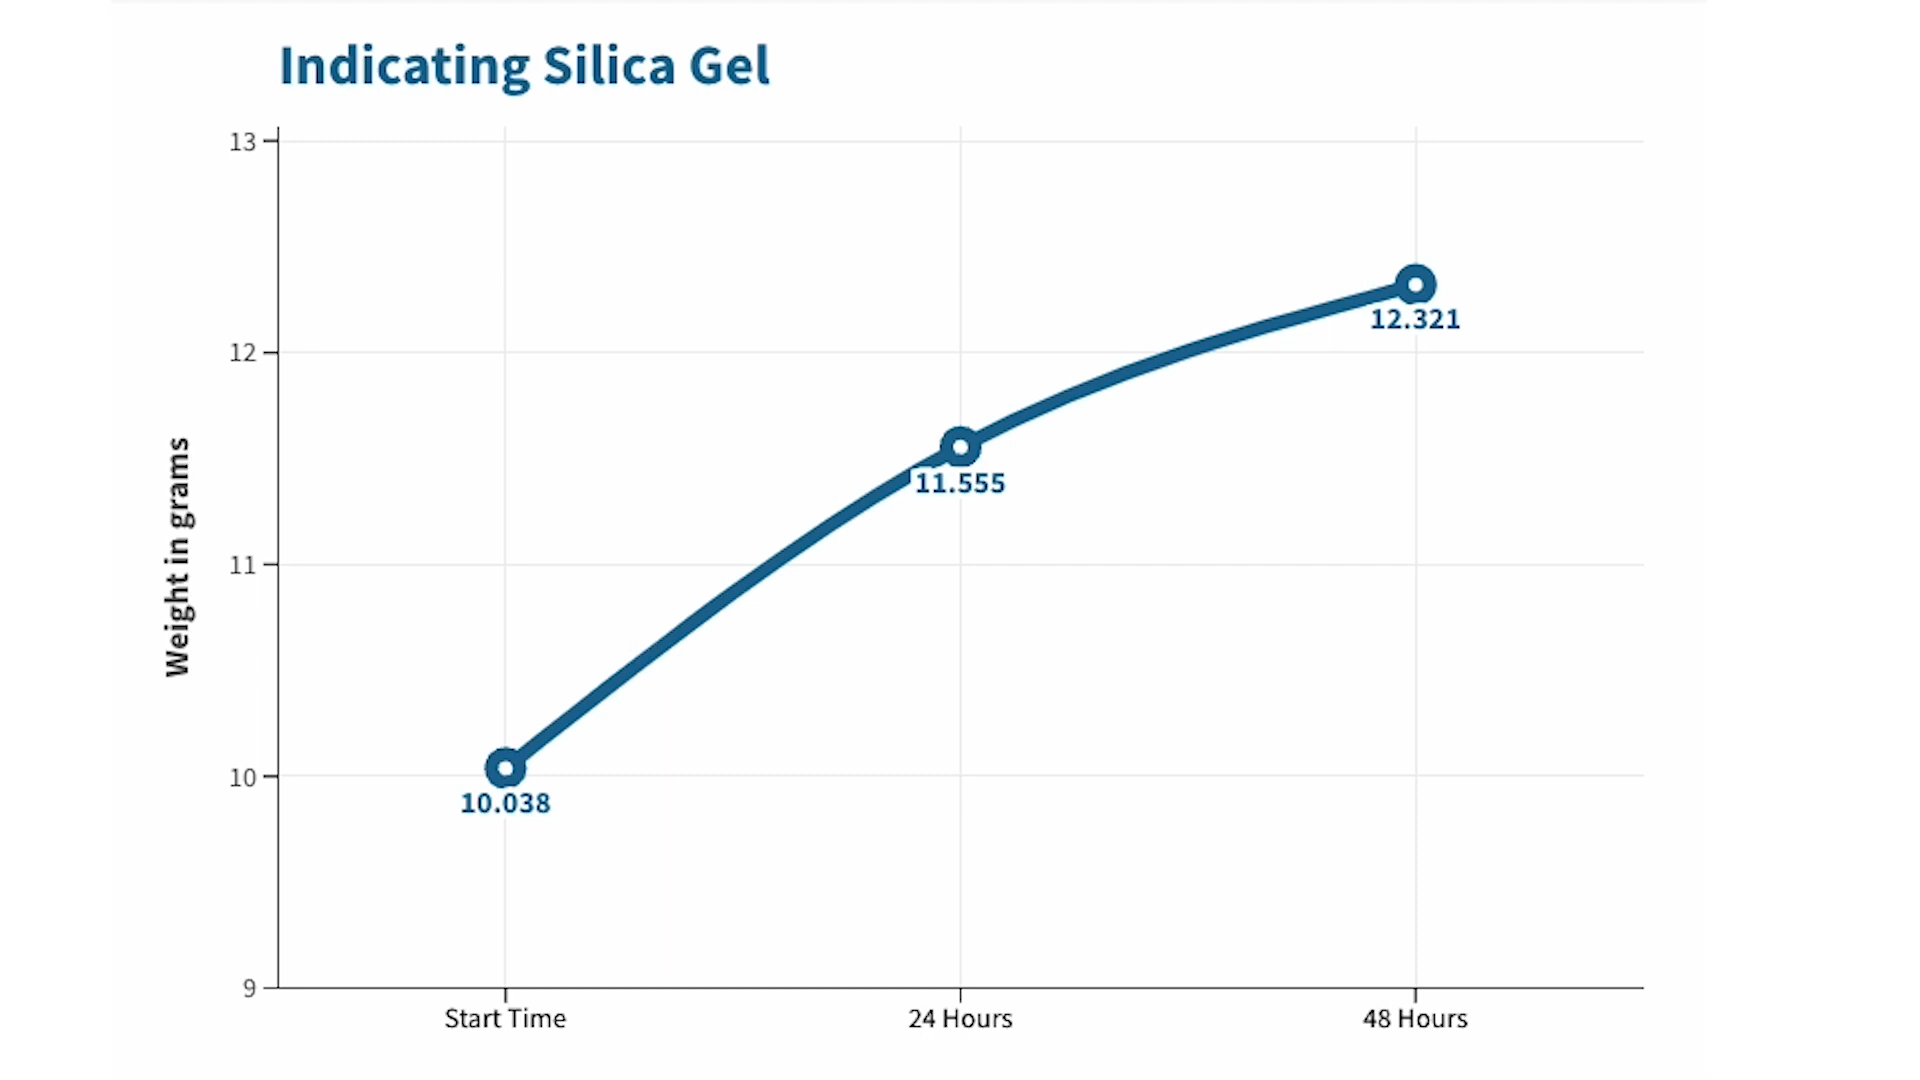 Indicating Silica Gel
Weight in grams
13
12
11
10
9
12.321
11.555
10.038
Start Time
24 Hours
48 Hours